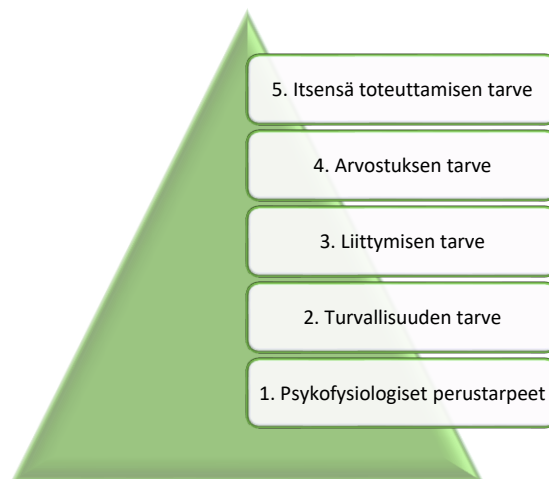 5. Itsensä toteuttamisen tarve
4. Arvostuksen tarve
3. Liittymisen tarve
2. Turvallisuuden tarve
1. Psykofysiologiset perustarpeet